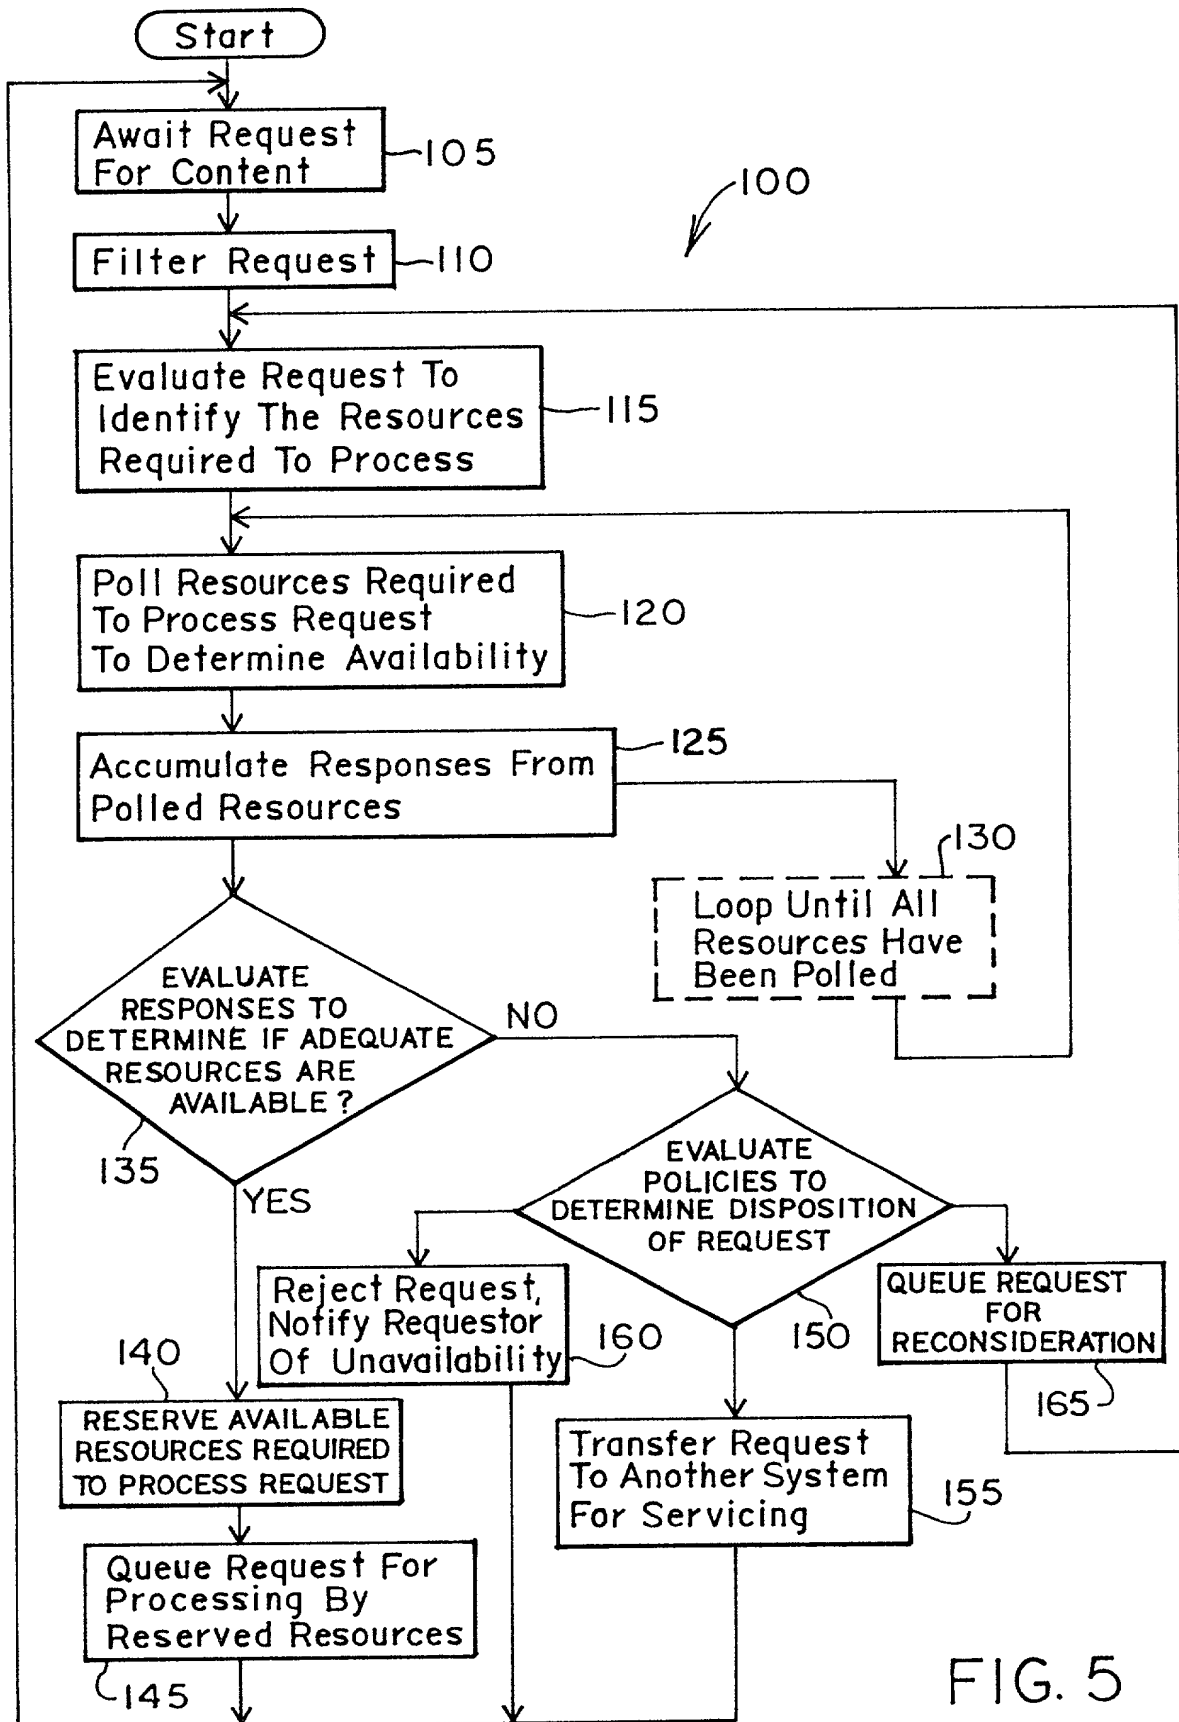 Start
Await Request
For Content
105
100
Filter Request
110
Evaluate Request To
Identify The Resources
Required To Process
115
Poll Resources Required
To Process Request
To Determine Availability
120
Accumulate Responses From
Polled Resources
125
130
Loop Until All
Resources Have
Been Polled
EVALUATE
RESPONSES TO
DETERMINE IF ADEQUATE
RESOURCES ARE
AVAILABLE?
135
NO
YES
EVALUATE
POLICIES TO
DETERMINE DISPOSITION
OF REQUEST
150
Reject Request,
Notify Requestor
Of Unavailability
160
QUEUE REQUEST
FOR
RECONSIDERATION
165
140
RESERVE AVAILABLE
RESOURCES REQUIRED
TO PROCESS REQUEST
Transfer Request
To Another System
For Servicing
155
Queue Request For
Processing By
Reserved Resources
145
FIG. 5